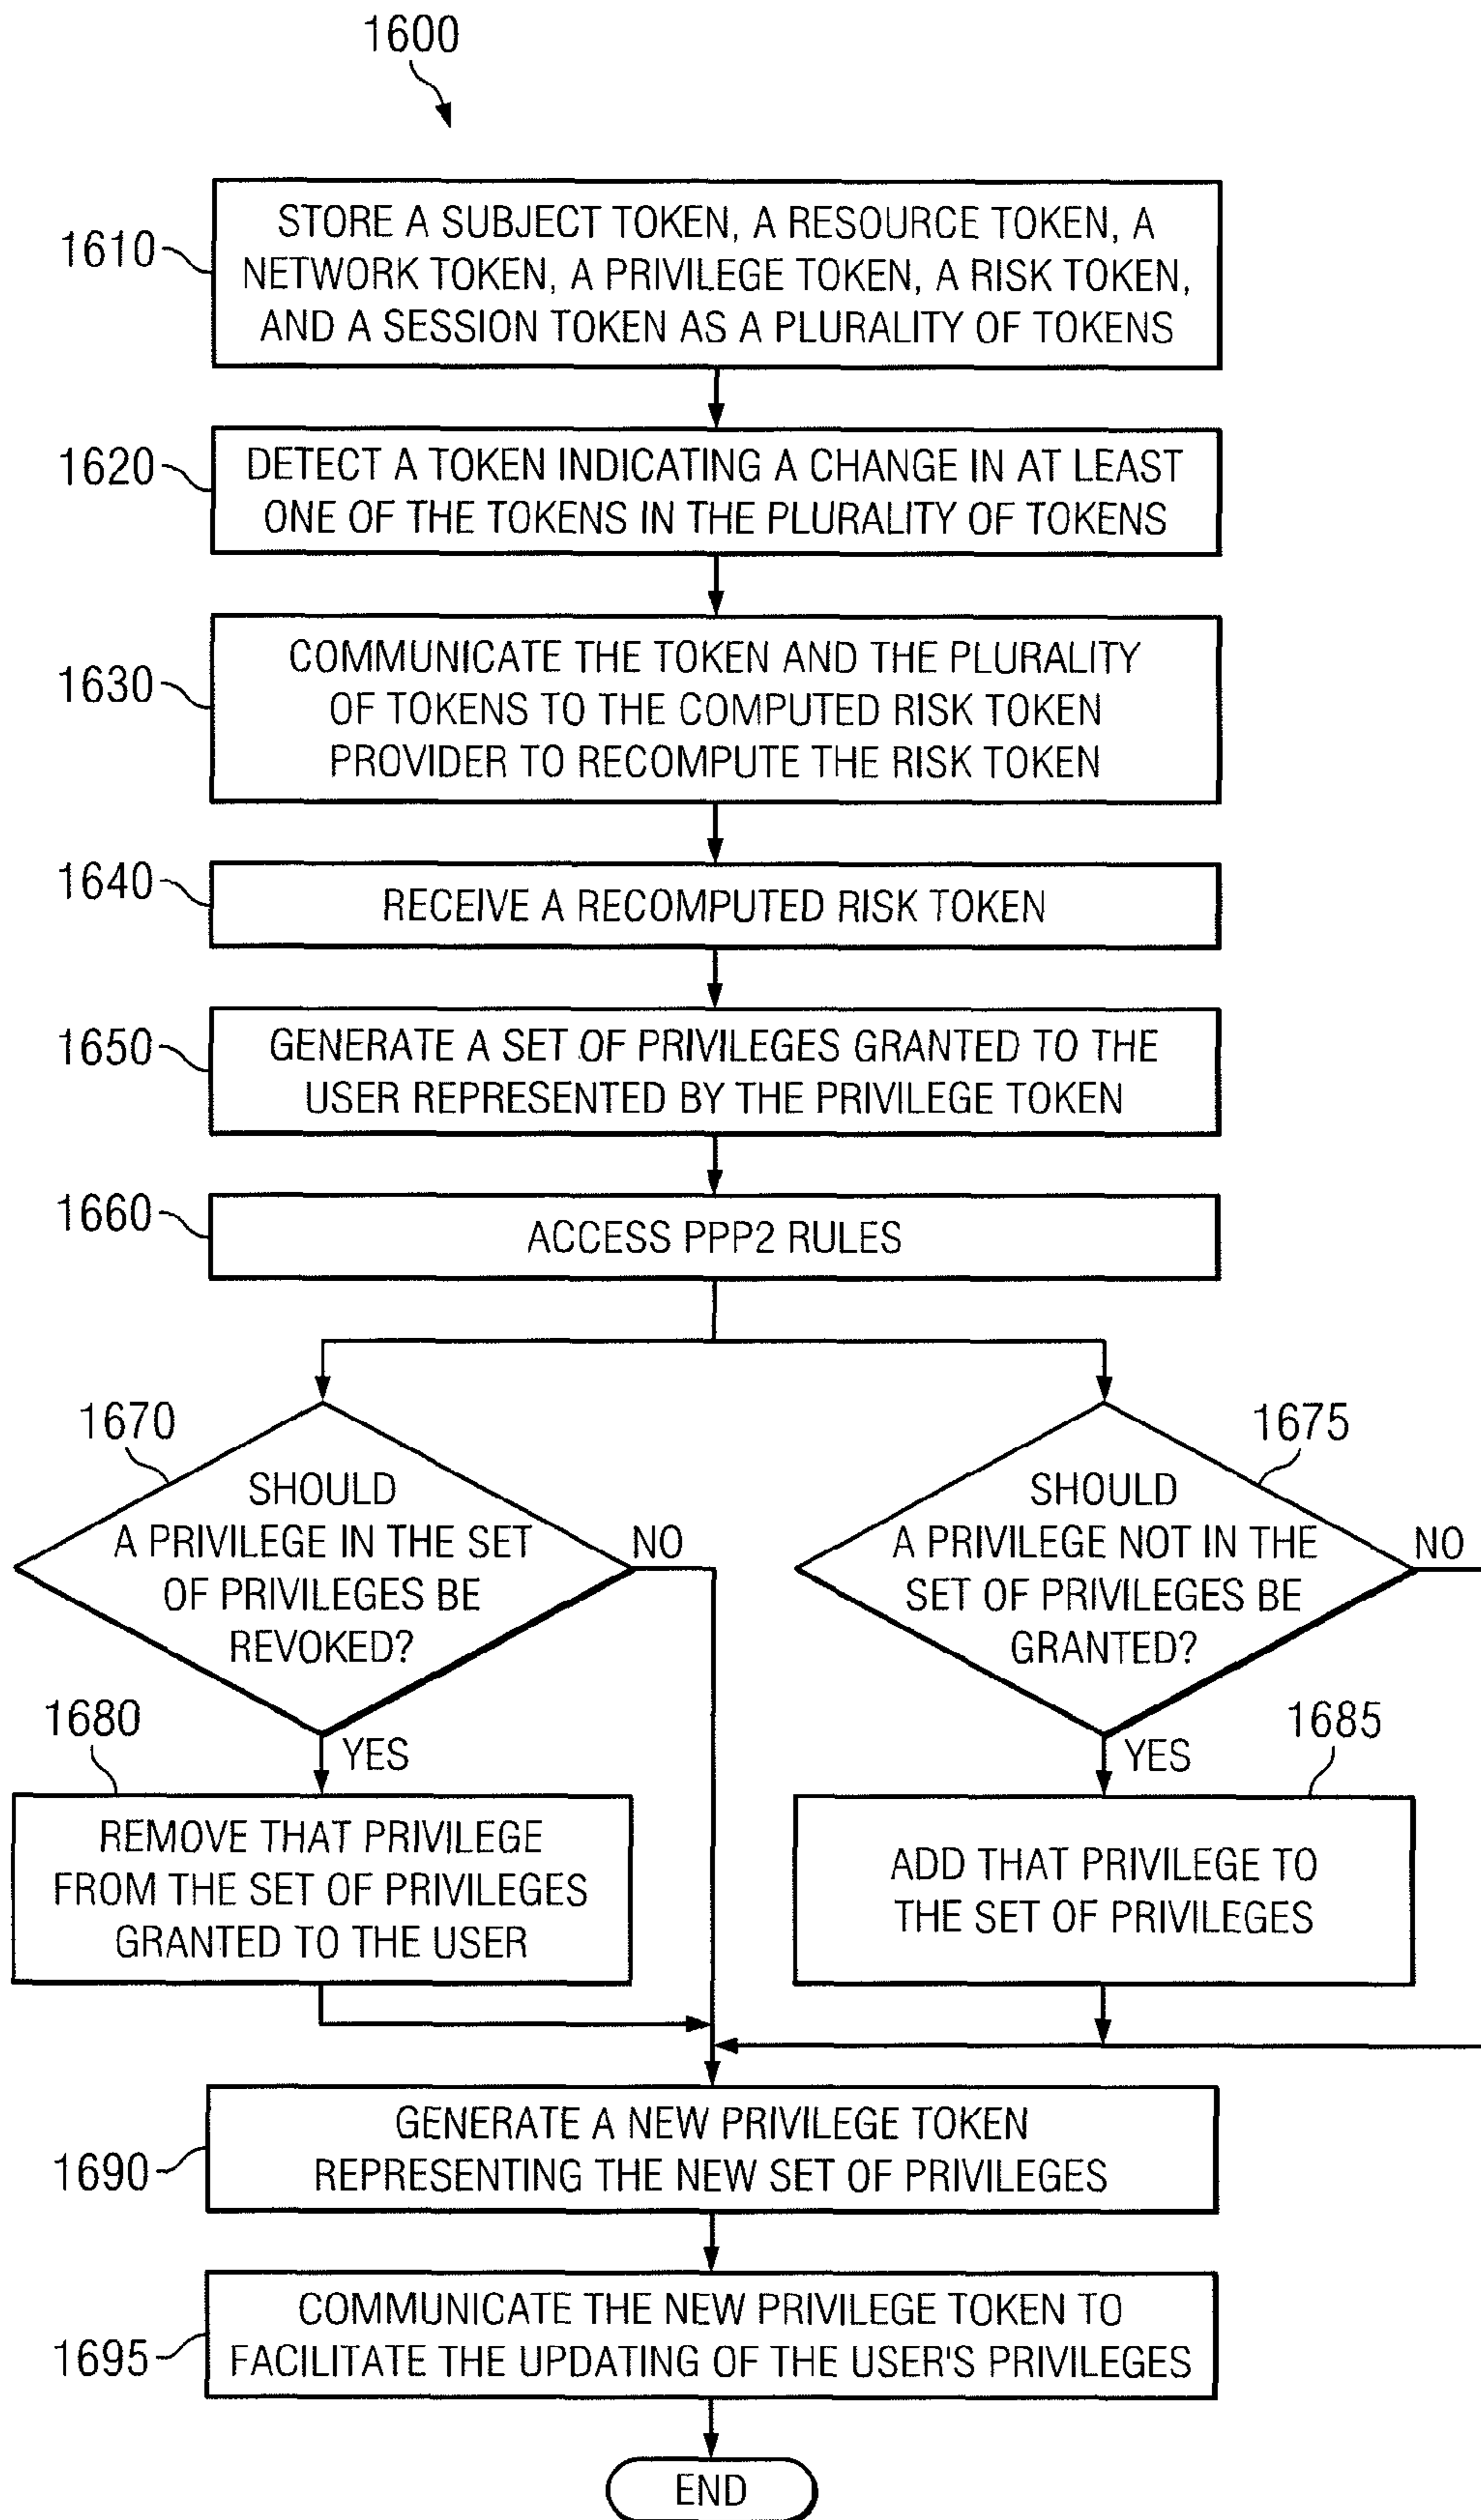 1600
1610
STORE A SUBJECT TOKEN, A RESOURCE TOKEN, A
NETWORK TOKEN, A PRIVILEGE TOKEN, A RISK TOKEN,
AND A SESSION TOKEN AS A PLURALITY OF TOKENS
1620
DETECT A TOKEN INDICATING A CHANGE IN AT LEAST
ONE OF THE TOKENS IN THE PLURALITY OF TOKENS
1630
COMMUNICATE THE TOKEN AND THE PLURALITY
OF TOKENS TO THE COMPUTED RISK TOKEN
PROVIDER TO RECOMPUTE THE RISK TOKEN
1640
RECEIVE A RECOMPUTED RISK TOKEN
1650
GENERATE A SET OF PRIVILEGES GRANTED TO THE
USER REPRESENTED BY THE PRIVILEGE TOKEN
1660
ACCESS PPP2 RULES
1670
SHOULD
A PRIVILEGE IN THE SET
OF PRIVILEGES BE
REVOKED?
NO
YES
1675
SHOULD
A PRIVILEGE NOT IN THE
SET OF PRIVILEGES BE
GRANTED?
NO
YES
1680
REMOVE THAT PRIVILEGE
FROM THE SET OF PRIVILEGES
GRANTED TO THE USER
1685
ADD THAT PRIVILEGE TO
THE SET OF PRIVILEGES
1690
GENERATE A NEW PRIVILEGE TOKEN
REPRESENTING THE NEW SET OF PRIVILEGES
1695
COMMUNICATE THE NEW PRIVILEGE TOKEN TO
FACILITATE THE UPDATING OF THE USER'S PRIVILEGES
END